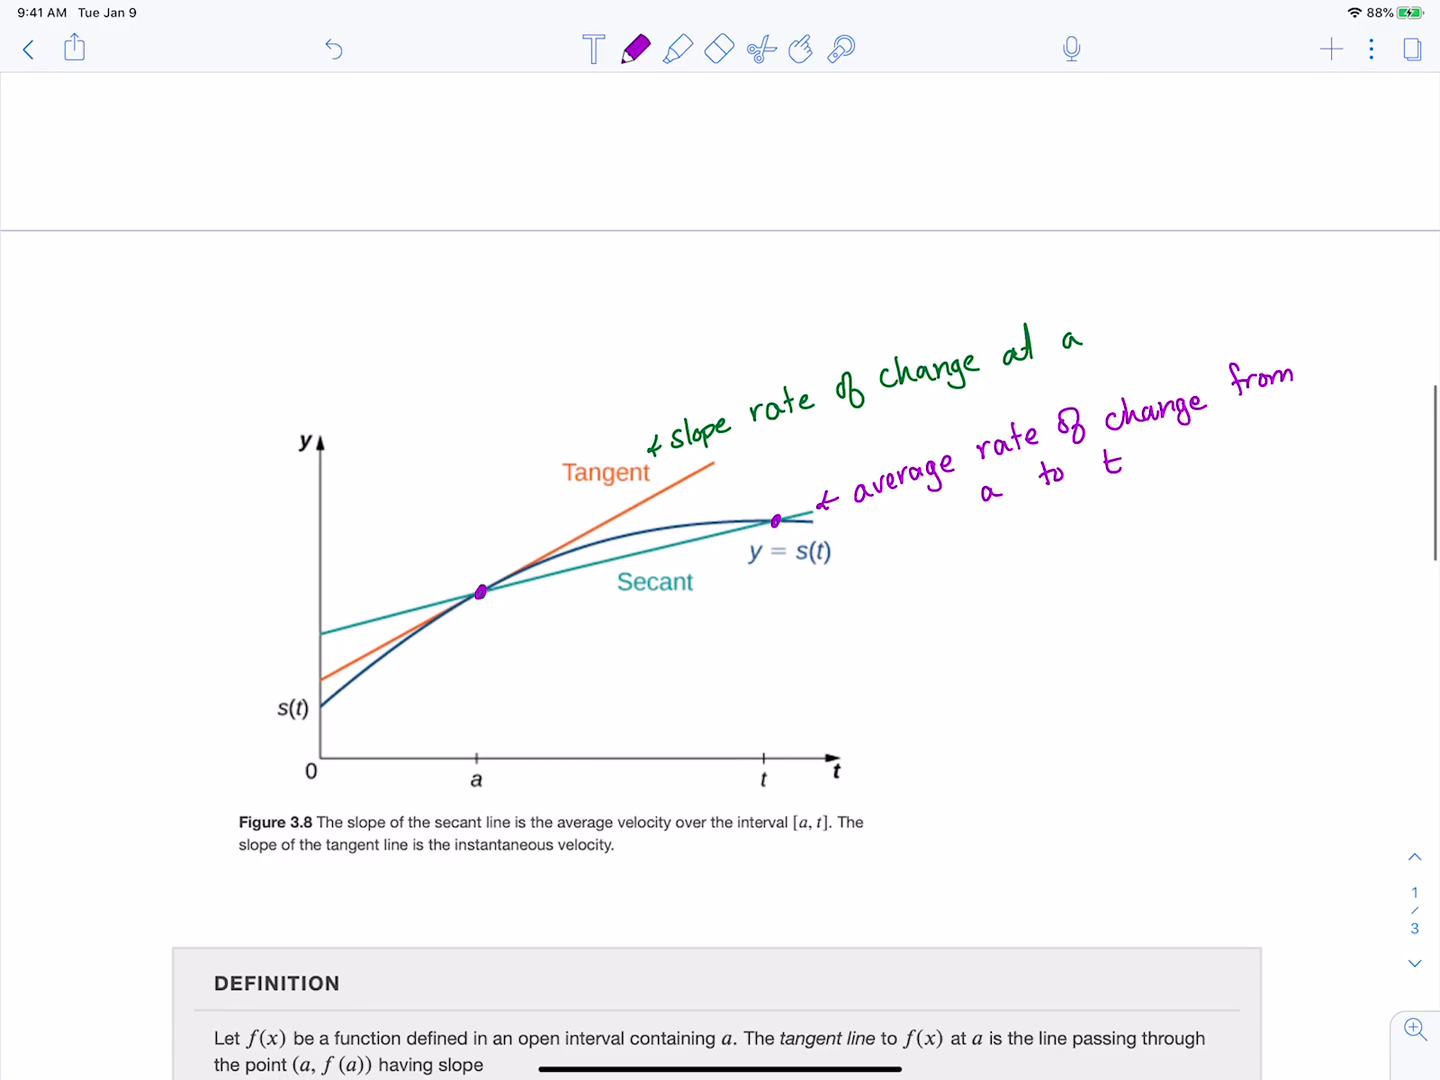 9:41 AM Tue Jan 9
88%
slope rate of change at a
average rate of change from
a to t
y
Tangent
y = s(t)
Secant
s(t)
0
a
t
t
Figure 3.8 The slope of the secant line is the average velocity over the interval [a, t]. The
slope of the tangent line is the instantaneous velocity.
1
/
3
DEFINITION
Let f(x) be a function defined in an open interval containing a. The tangent line to f(x) at a is the line passing through
the point (a, f (a)) having slope